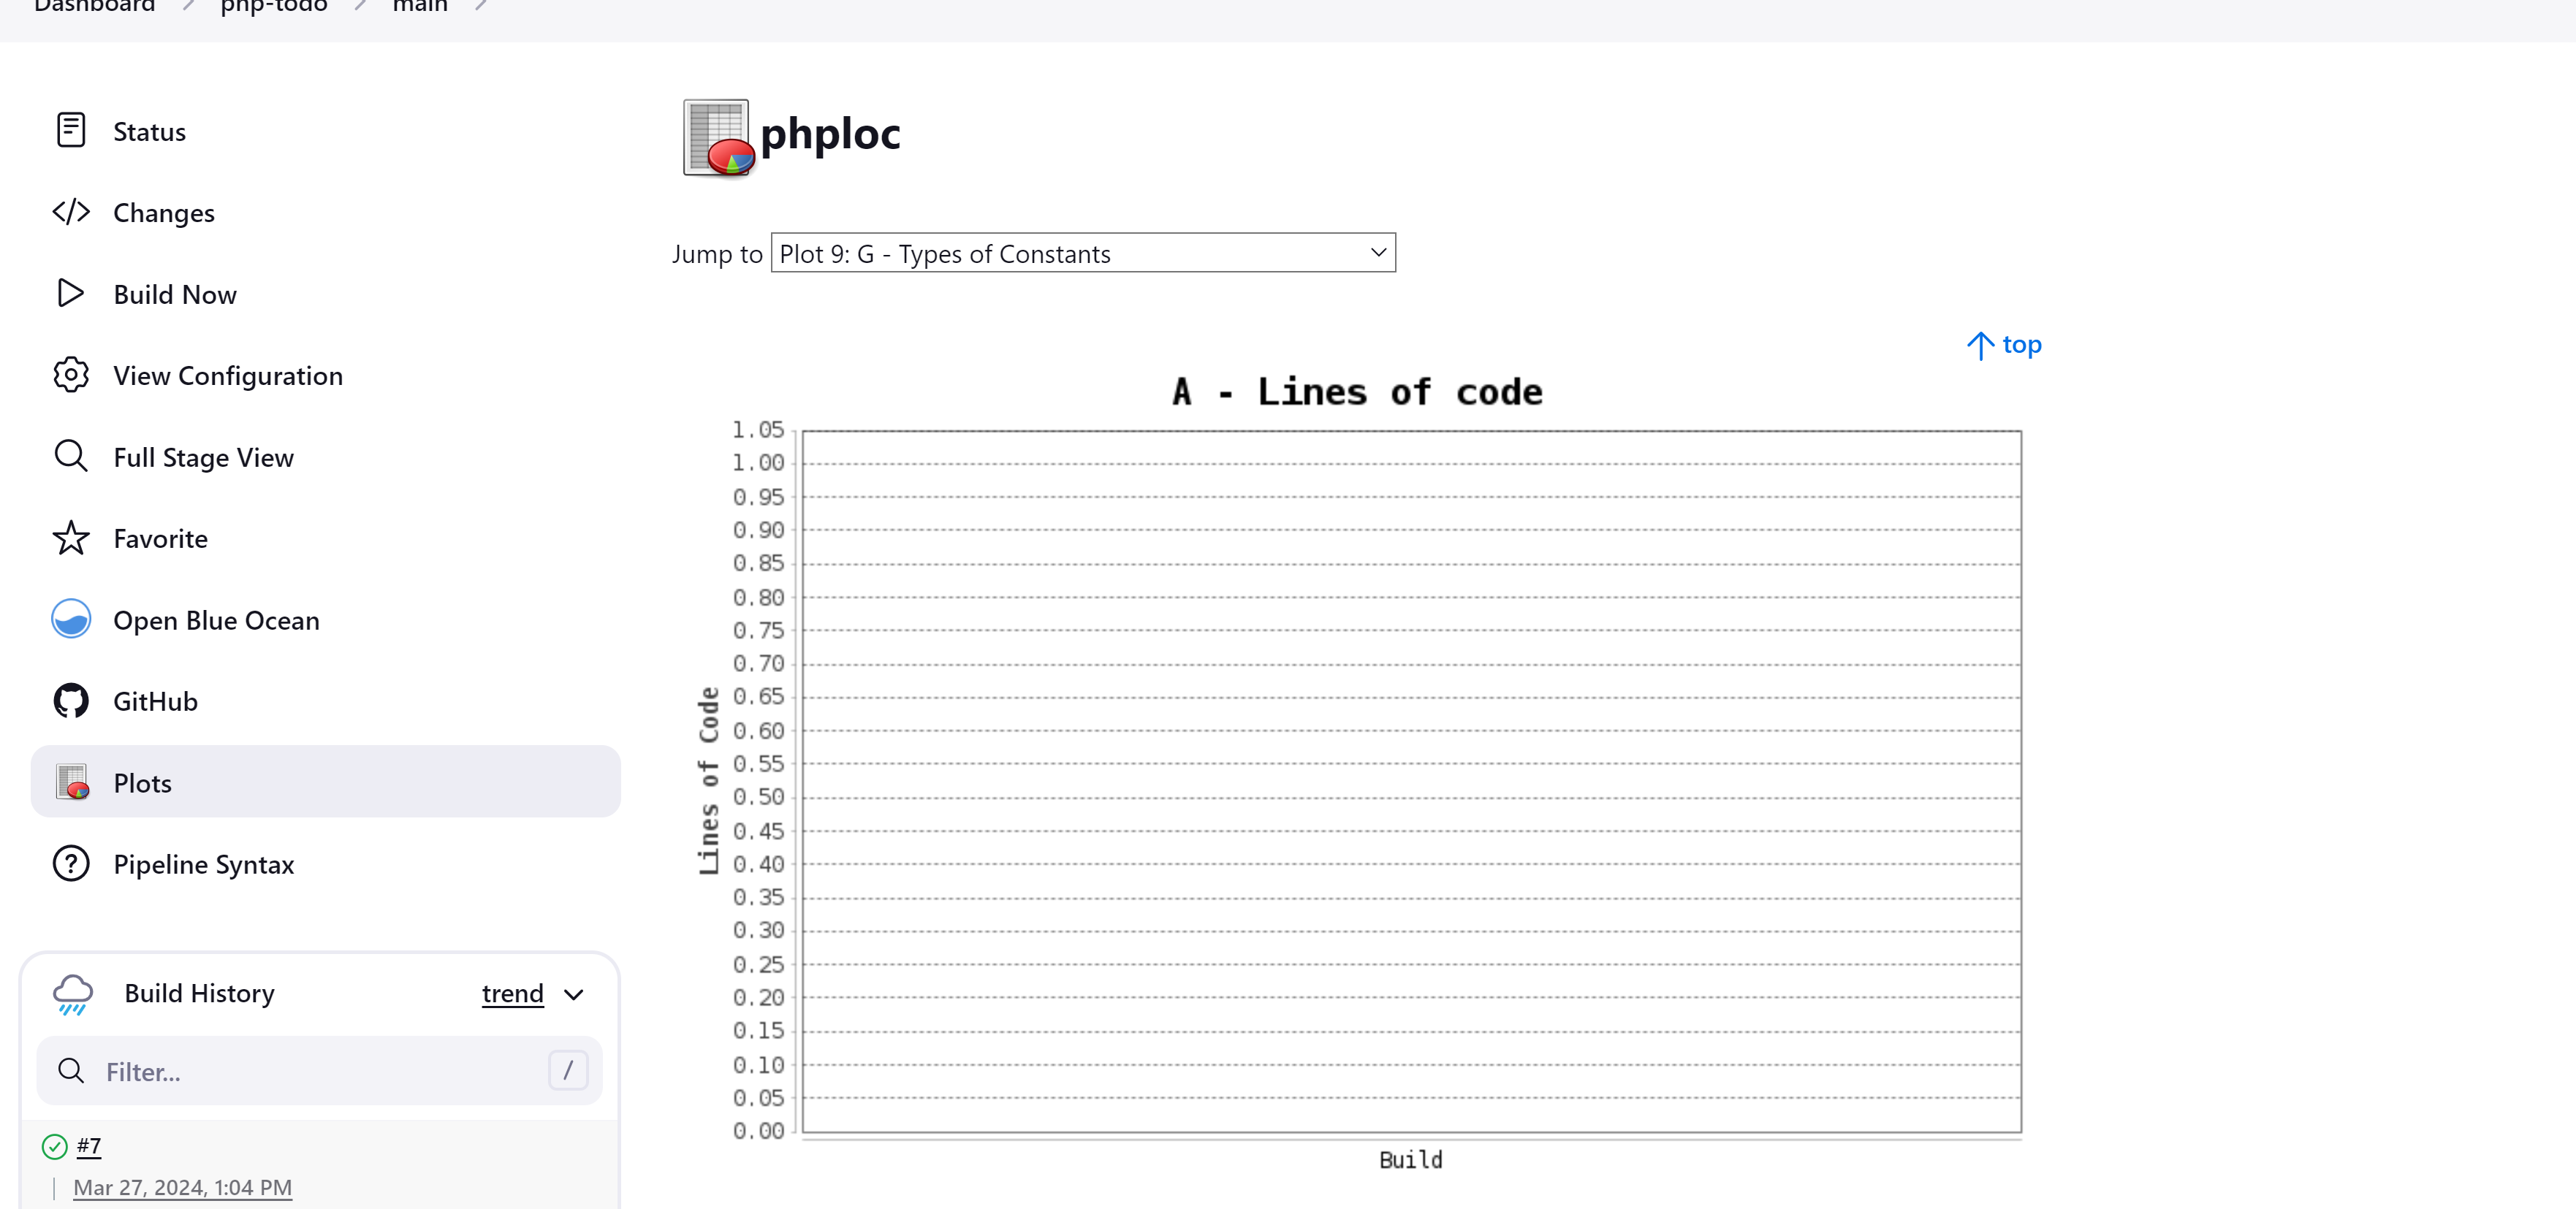 Dashboard php-todo main
Status
Changes
Build Now
View Configuration
Full Stage View
Favorite
Open Blue Ocean
GitHub
Plots
Pipeline Syntax
Build History trend
Filter... /
#7
Mar 27, 2024, 1:04 PM
phploc
Jump to Plot 9: G - Types of Constants
top
A - Lines of code
1.05
1.00
0.95
0.90
0.85
0.80
0.75
0.70
0.65
0.60
0.55
0.50
0.45
0.40
0.35
0.30
0.25
0.20
0.15
0.10
0.05
0.00
Lines of Code
Build